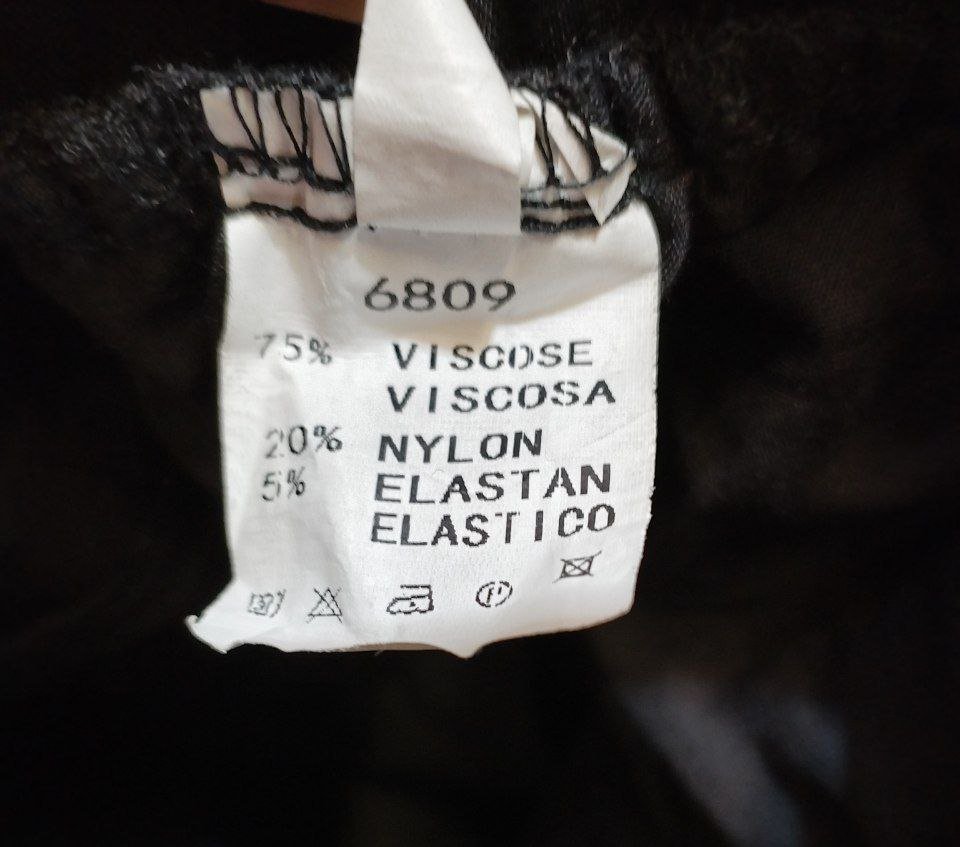 6809
75% VISCOSE
VISCOSA
20% NYLON
5% ELASTAN
ELASTICO
P